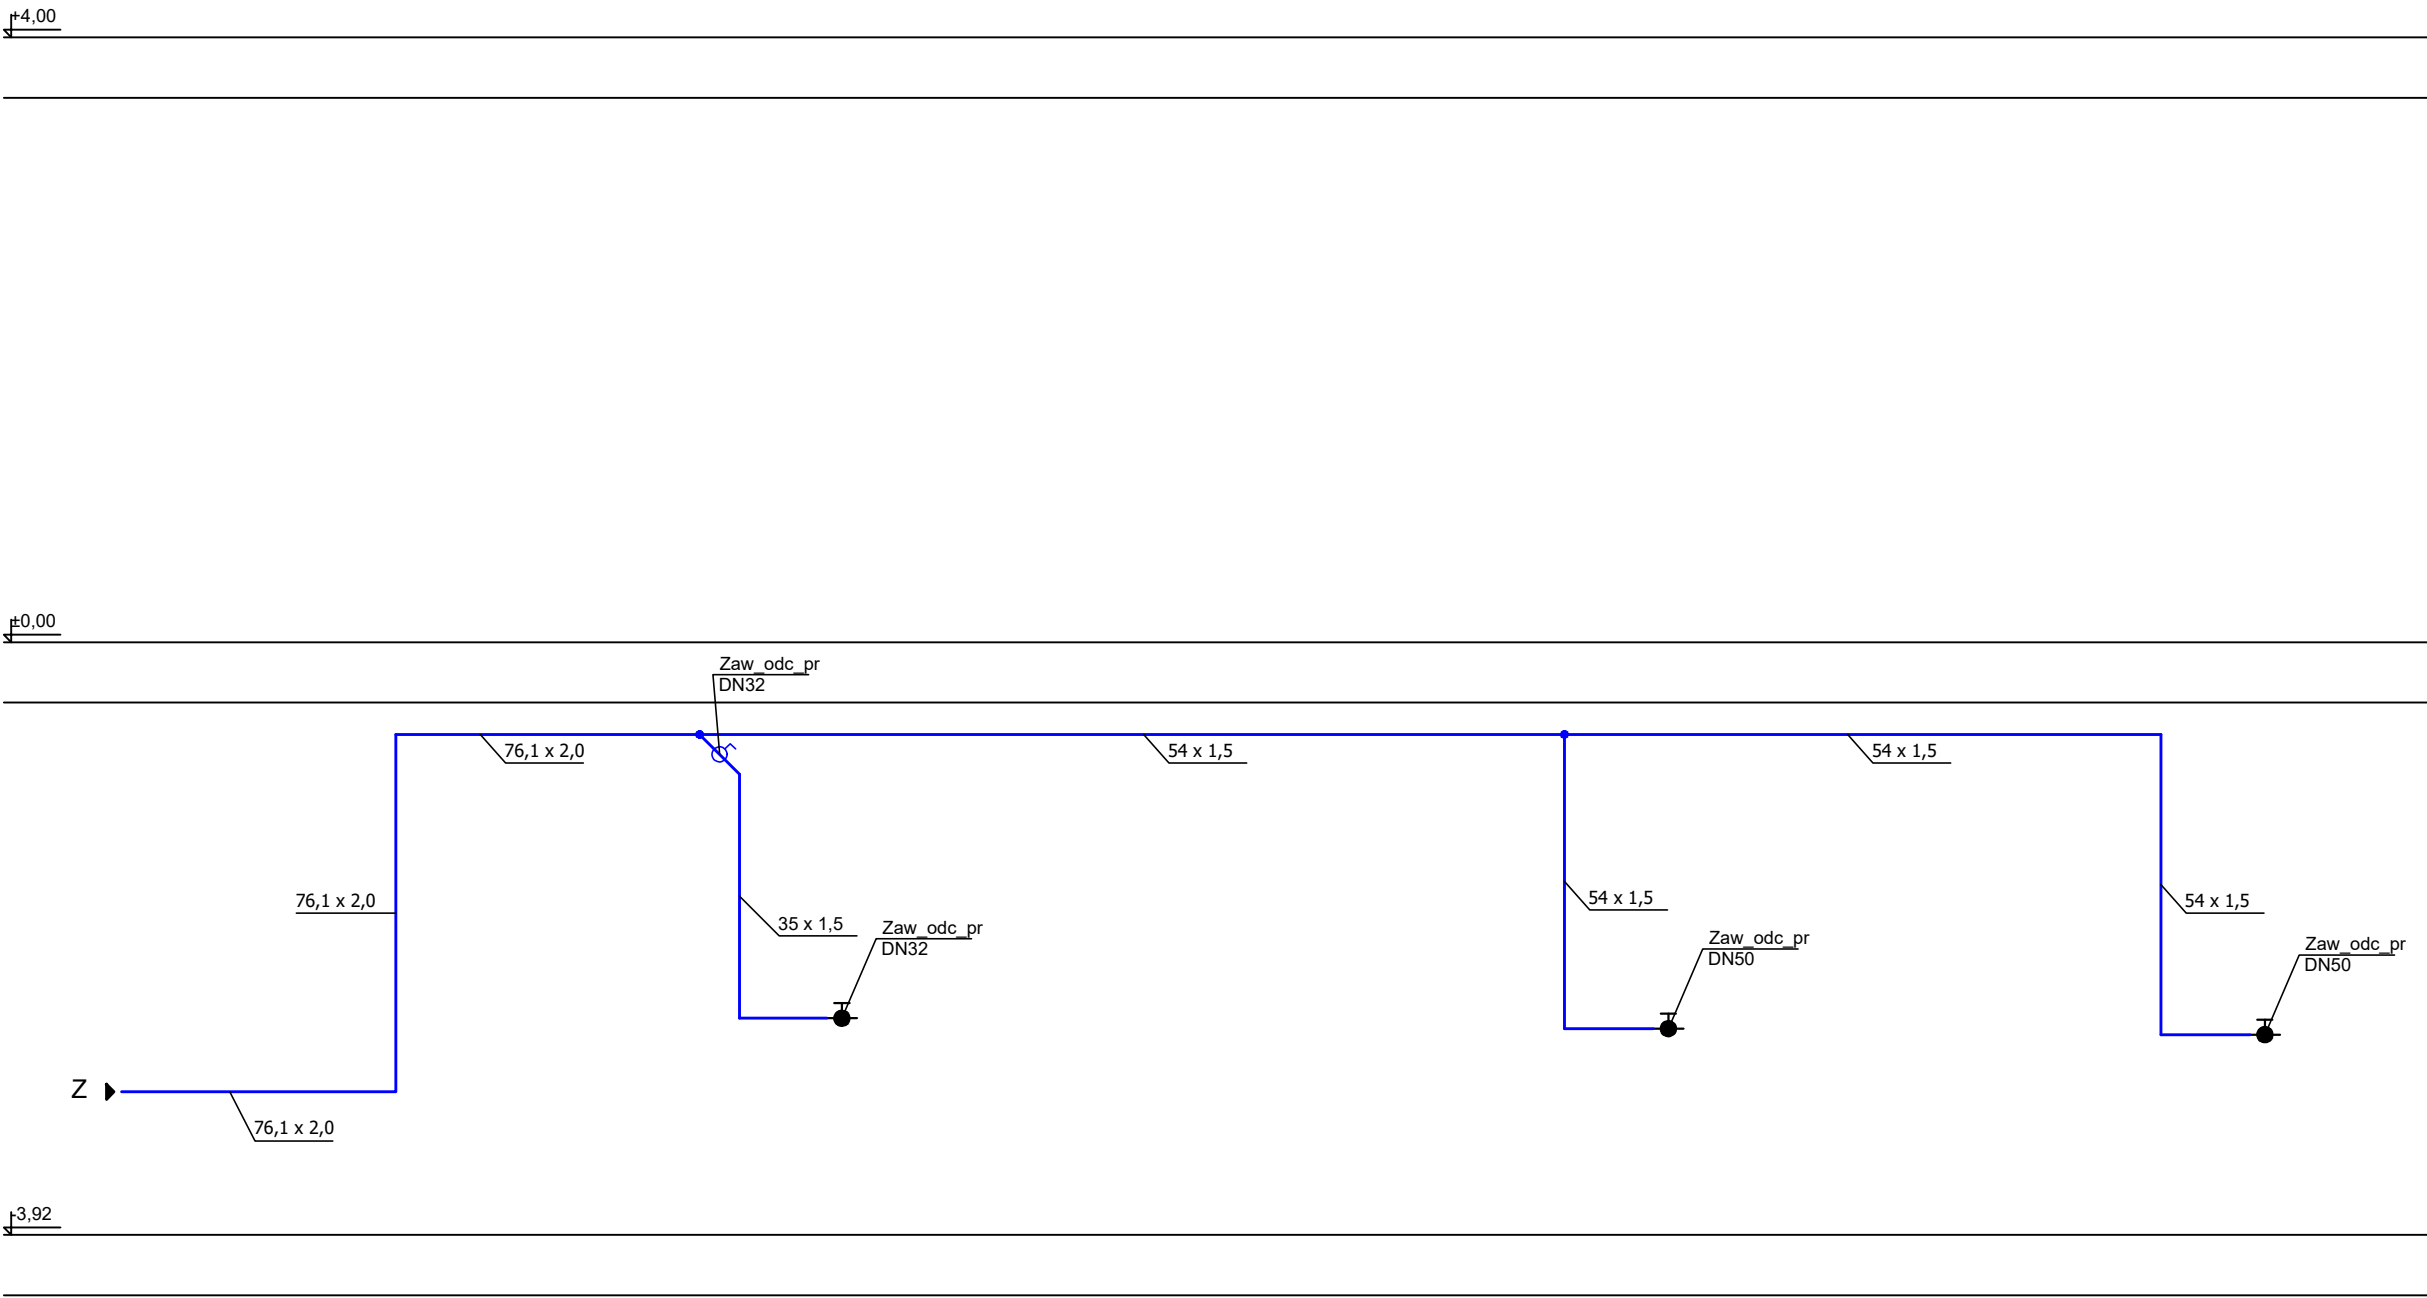 +4,00
±0,00
Zaw_odc_pr
DN32
76,1 x 2,0
54 x 1,5
54 x 1,5
76,1 x 2,0
35 x 1,5
Zaw_odc_pr
DN32
54 x 1,5
Zaw_odc_pr
DN50
54 x 1,5
Zaw_odc_pr
DN50
Z
76,1 x 2,0
-3,92